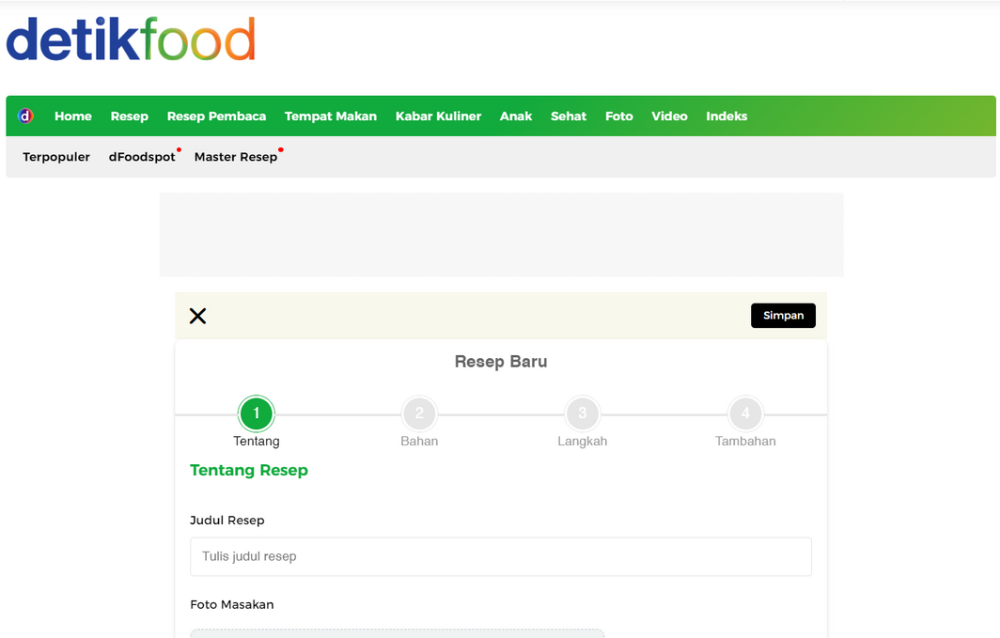 detikfood
d Home Resep Resep Pembaca Tempat Makan Kabar Kuliner Anak Sehat Foto Video Indeks
Terpopuler dFoodspot Master Resep
Simpan
Resep Baru
1 2 3 4
Tentang Bahan Langkah Tambahan
Tentang Resep
Judul Resep
Tulis judul resep
Foto Masakan